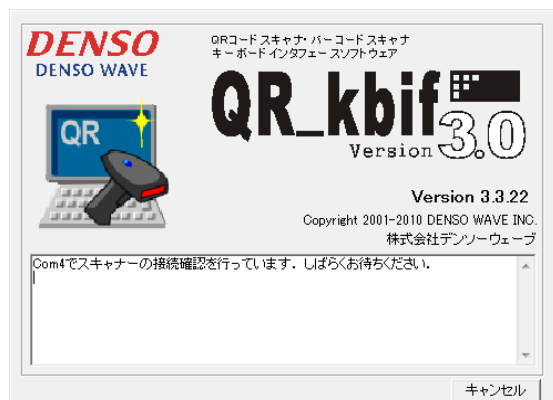 DENSO
DENSO WAVE
QRコードスキャナ・バーコードスキャナ
キーボードインタフェースソフトウェア
QR_kbif
Version 3.0
QR
Version 3.3.22
Copyright 2001-2010 DENSO WAVE INC.
株式会社デンソーウェーブ
Com4でスキャナーの接続確認を行っています．しばらくお待ちください．
キャンセル